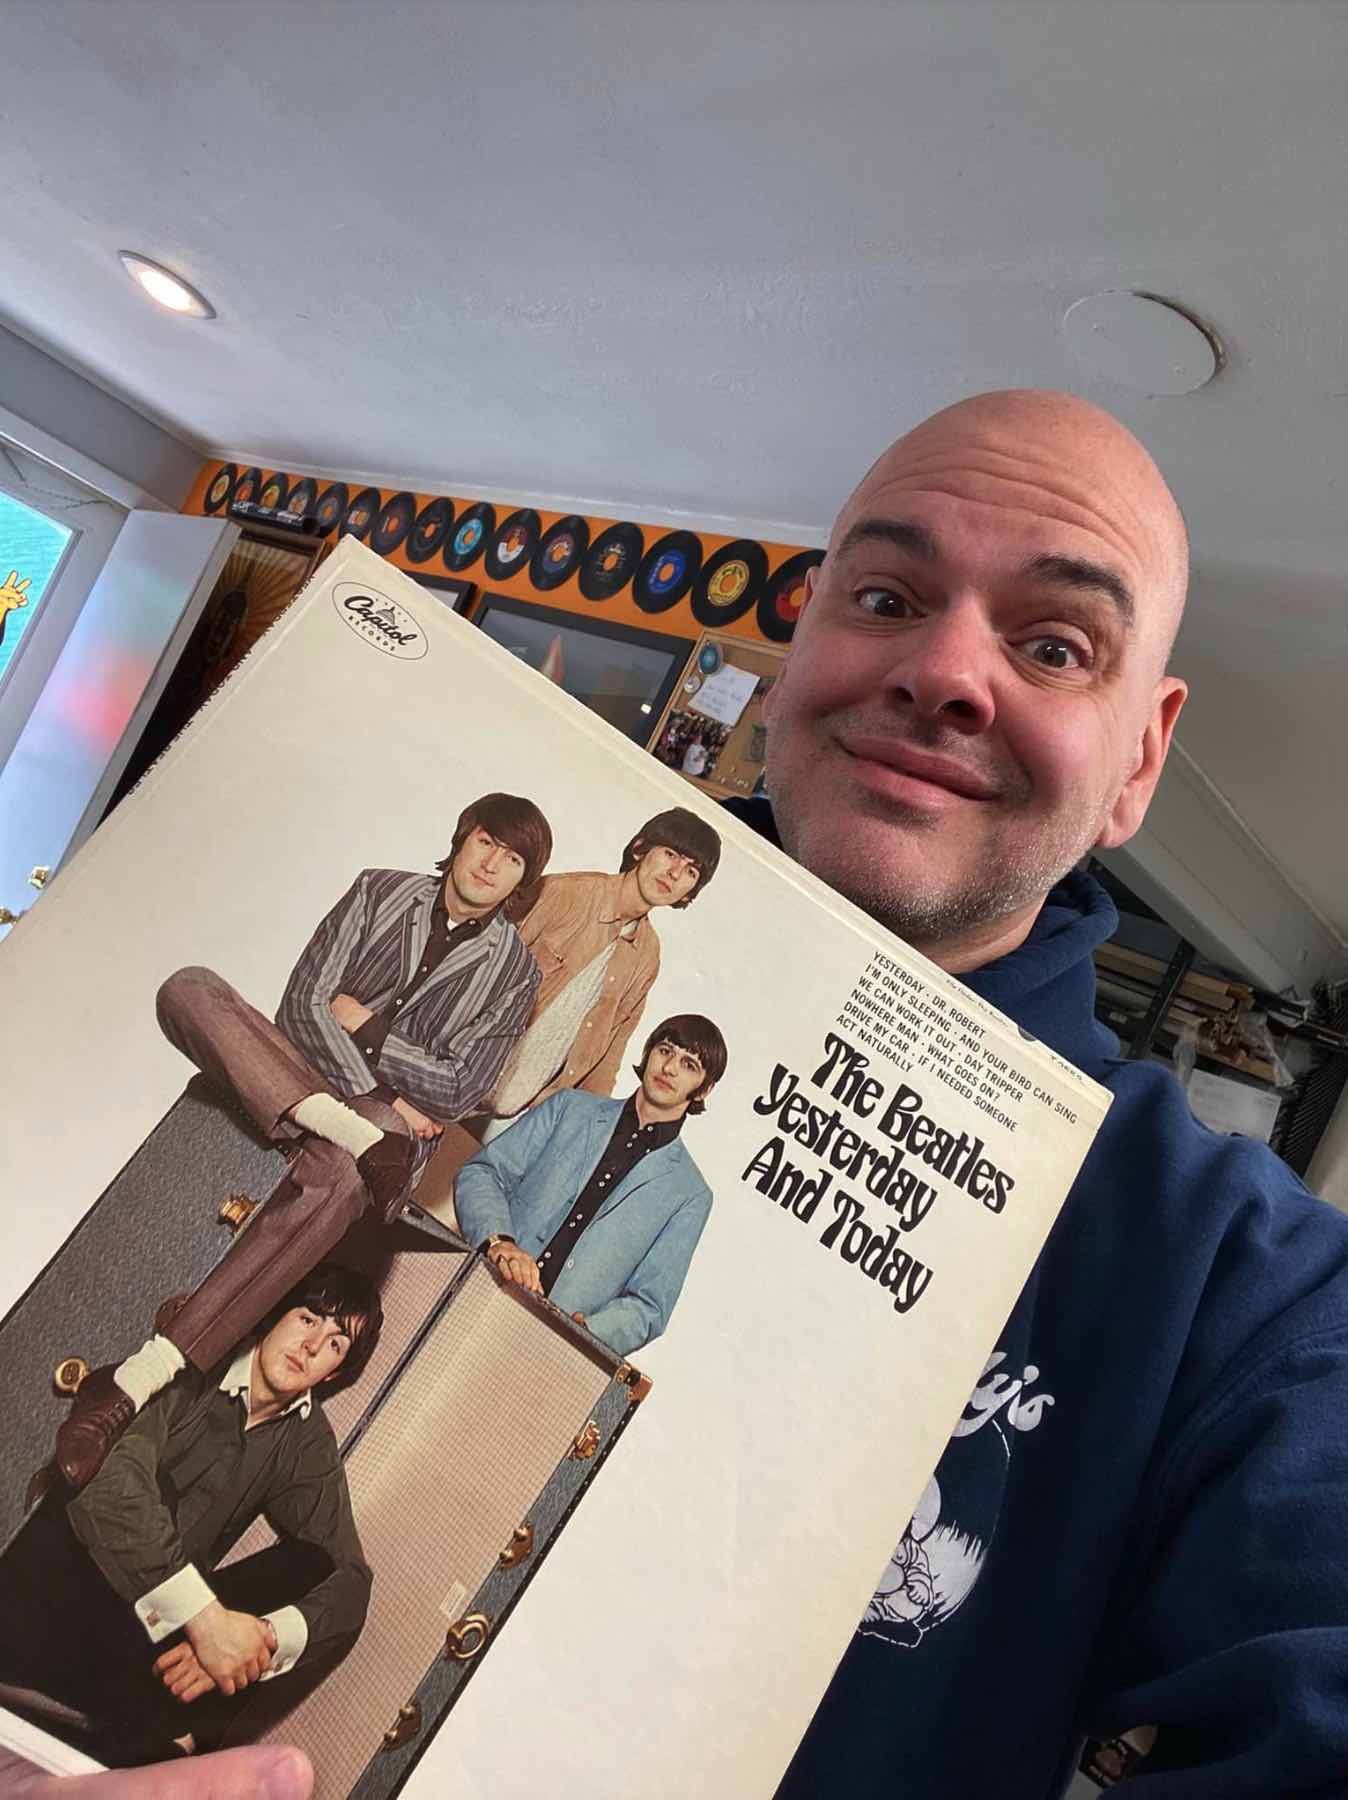 Capitol
RECORDS
YESTERDAY · DR. ROBERT
I'M ONLY SLEEPING · AND YOUR BIRD CAN SING
WE CAN WORK IT OUT · DAY TRIPPER
NOWHERE MAN · WHAT GOES ON?
DRIVE MY CAR · IF I NEEDED SOMEONE
ACT NATURALLY
The Beatles
Yesterday
And Today